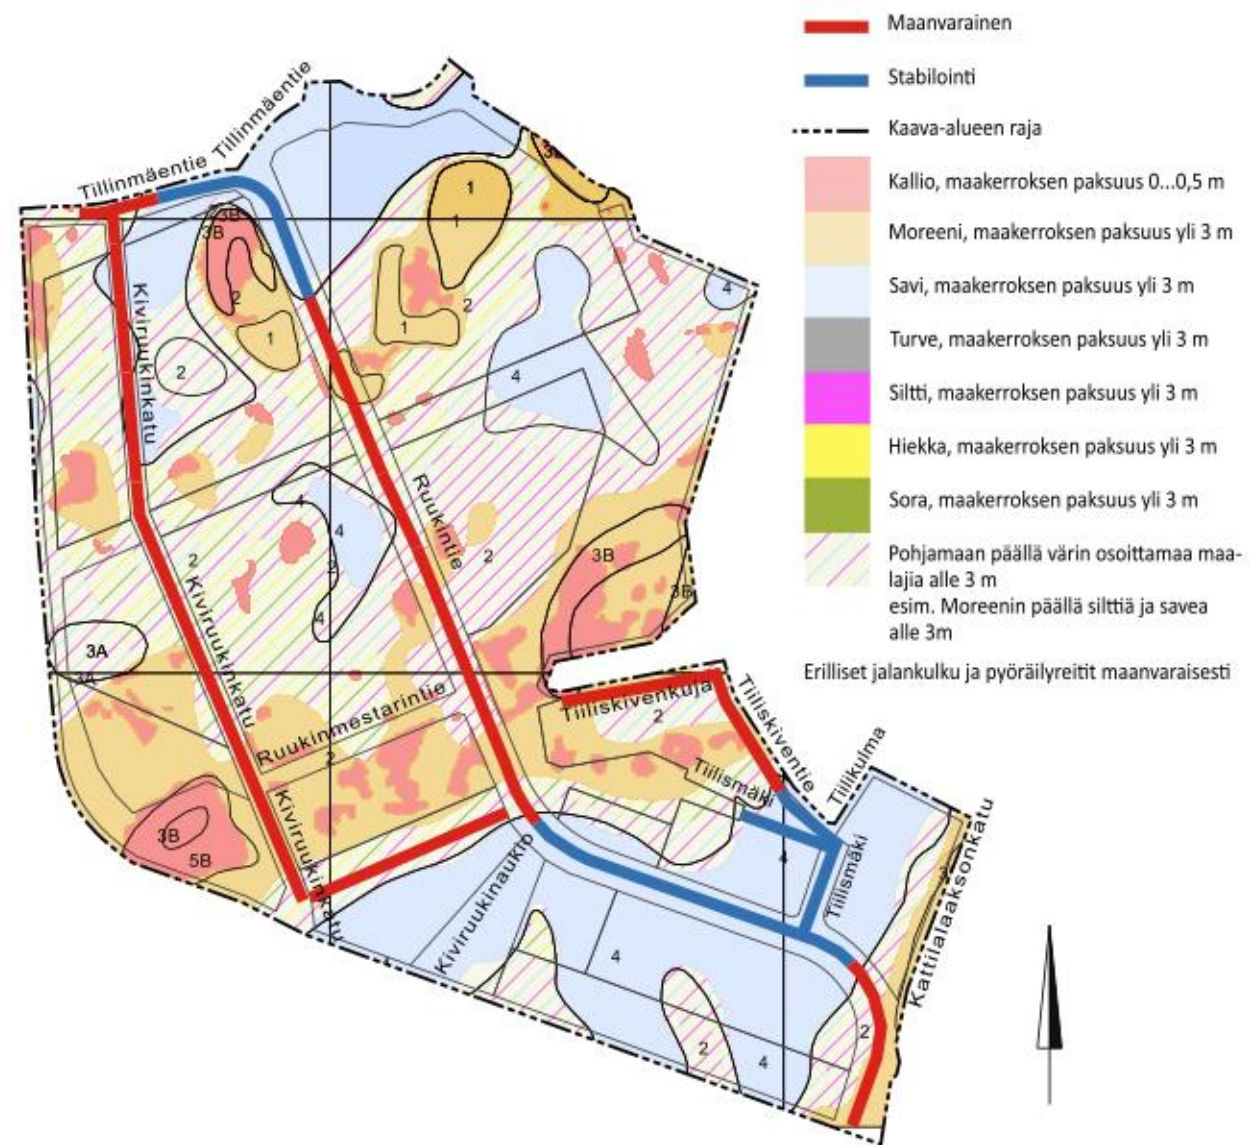 Maanvarainen
Stabilointi
Kaava-alueen raja
Kallio, maakerroksen paksuus 0...0,5 m
Moreeni, maakerroksen paksuus yli 3 m
Savi, maakerroksen paksuus yli 3 m
Turve, maakerroksen paksuus yli 3 m
Siltti, maakerroksen paksuus yli 3 m
Hiekka, maakerroksen paksuus yli 3 m
Sora, maakerroksen paksuus yli 3 m
Pohjamaan päällä värin osoittamaa maa-
lajia alle 3 m
esim. Moreenin päällä silttiä ja savea
alle 3m
Erilliset jalankulku ja pyöräilyreitit maanvaraisesti
Tillinmäentie
Tillinmäentie
1
1
3B
3B
2
1
1
2
4
2
4
Kiviruukinkatu
Ruukintie
4
4
2
4
2
2
3B
3B
Kiviruukinkatu
3A
3A
Ruukinmestarintie
2
Tiiliskivenkuja
2
Tiiliskiventie
Tiilikulma
Tiilismäki
Kiviruukinkatu
3B
5B
Kiviruukinaukio
4
Tiilismäki
Kattilalaaksonkatu
4
2
4
2